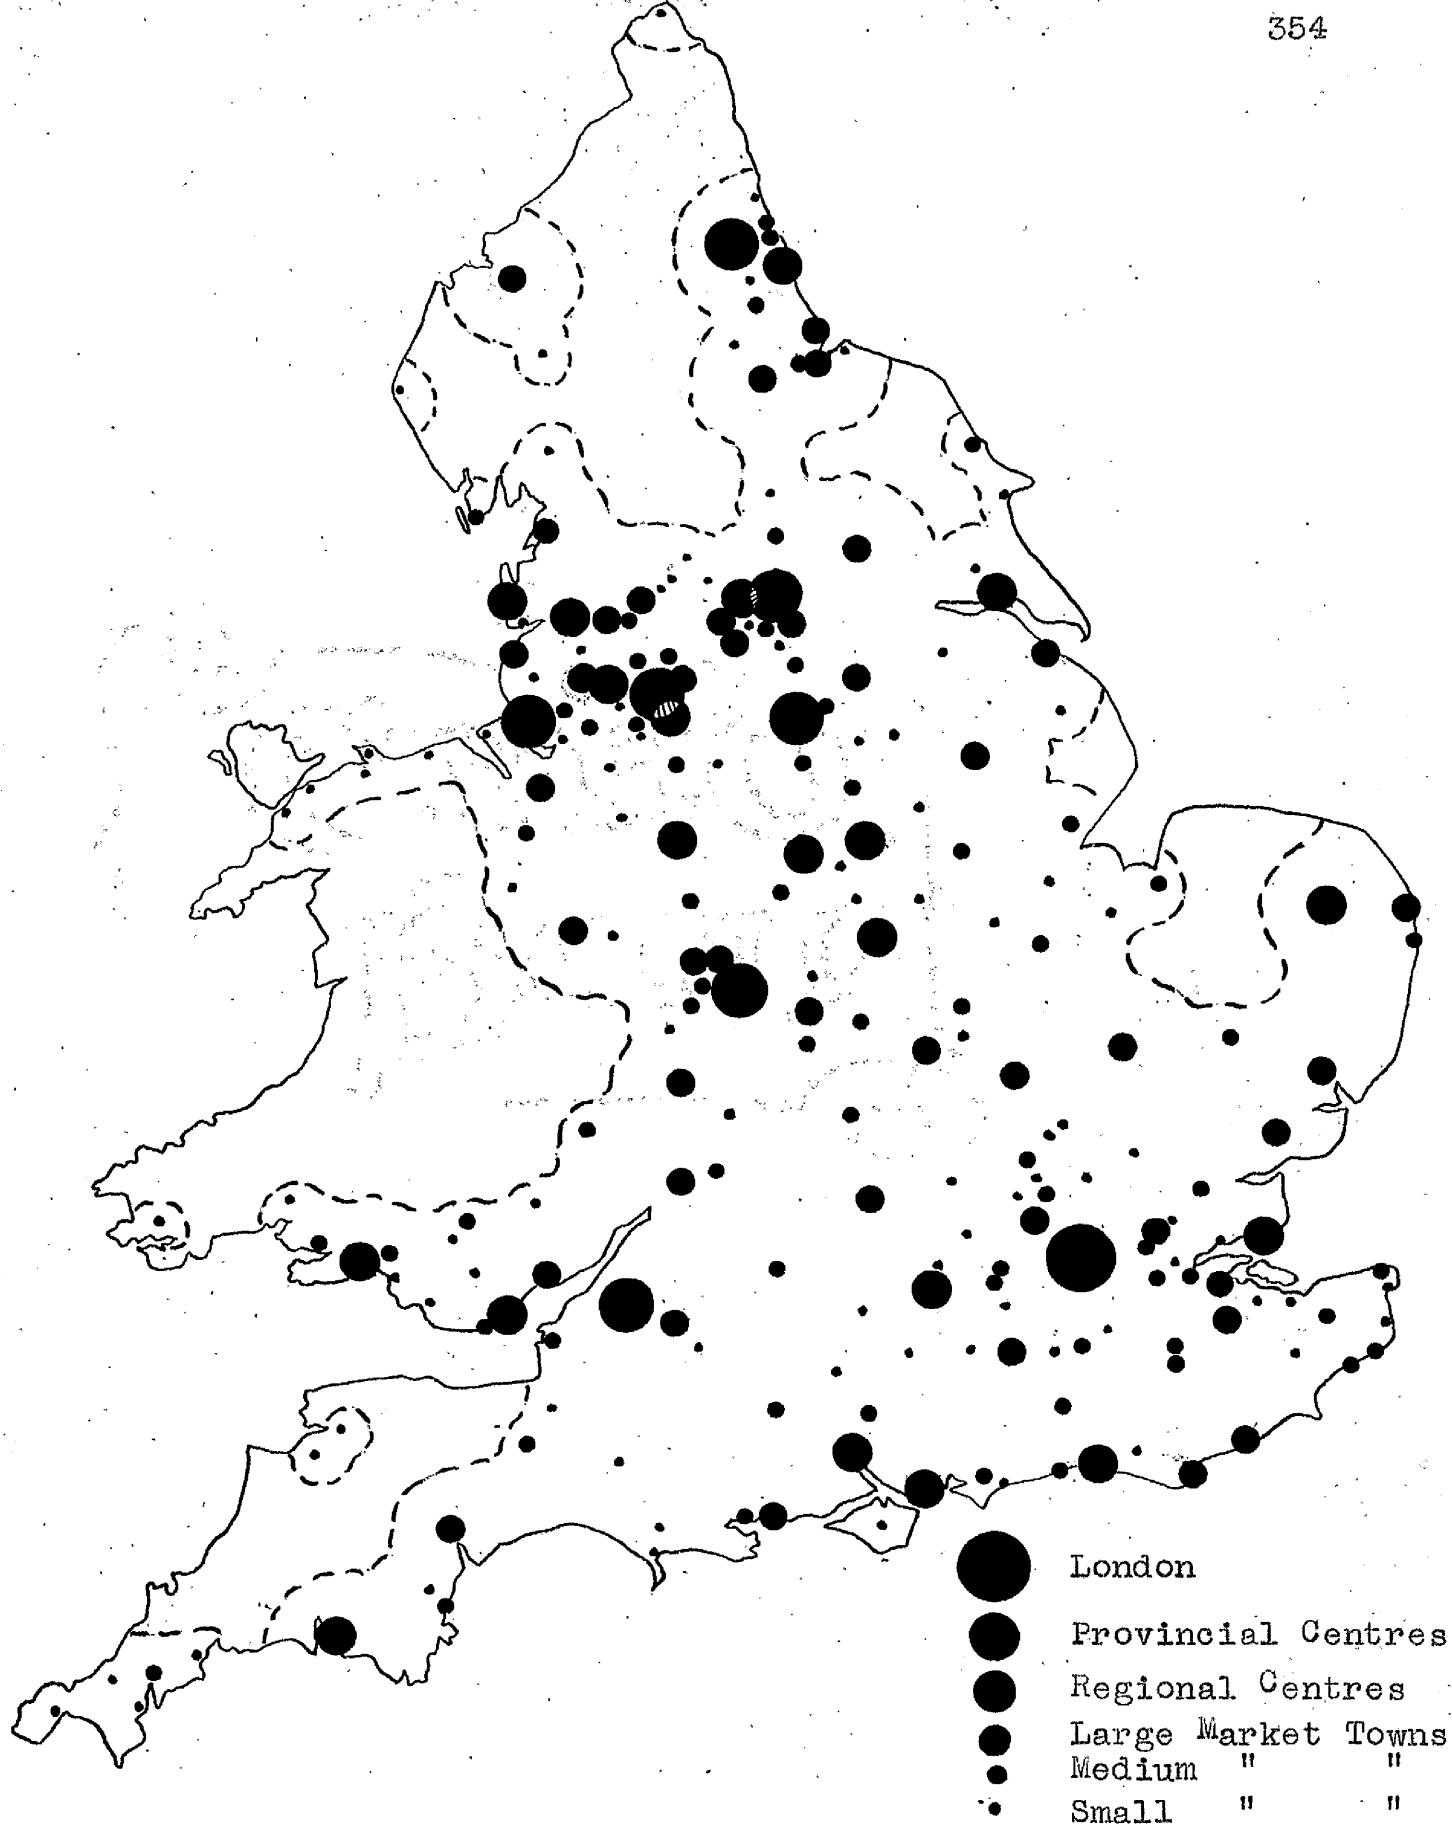 354
London
Provincial Centres
Regional Centres
Large Market Towns
Medium " "
Small " "